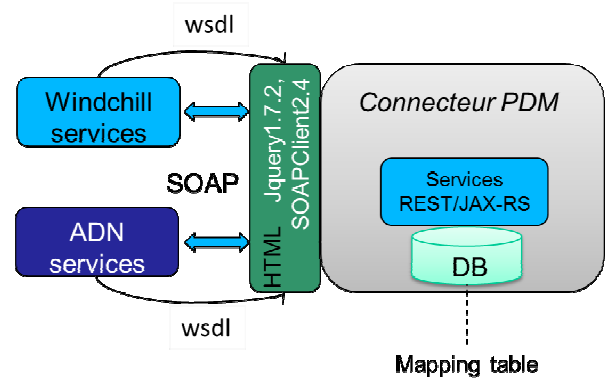 wsdl
Windchill
services
SOAP
ADN
services
wsdl
HTML Jquery1.7.2,
SOAPClient2.4
Connecteur PDM
Services
REST/JAX-RS
DB
Mapping table